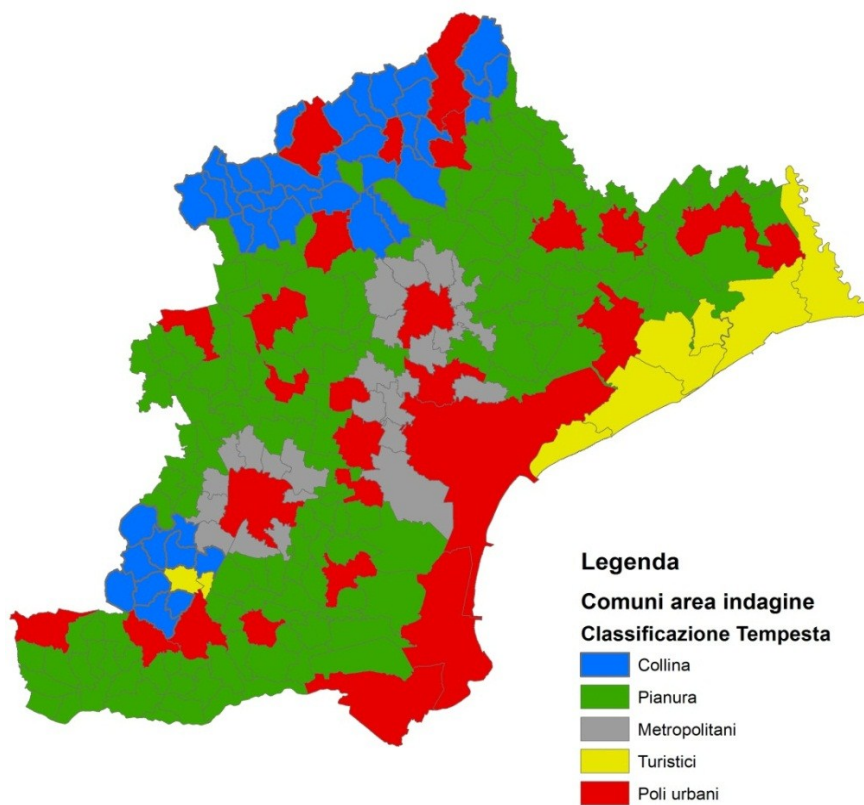 Legenda
Comuni area indagine
Classificazione Tempesta
Collina
Pianura
Metropolitani
Turistici
Poli urbani